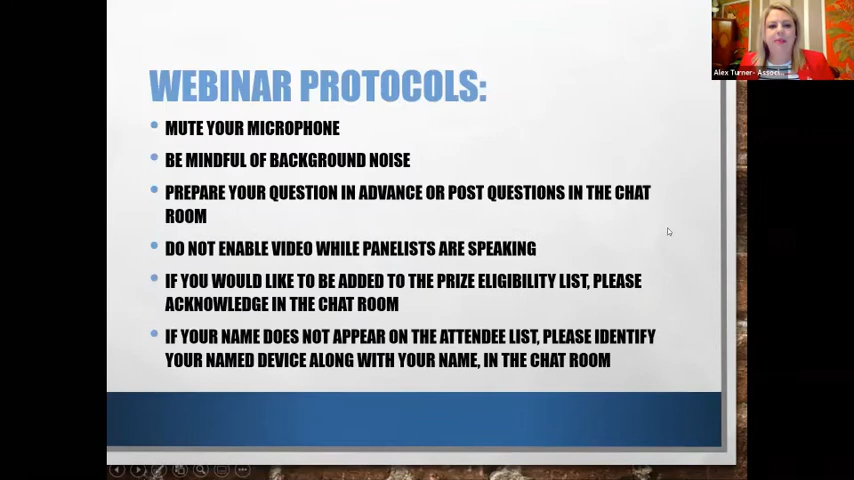 Alex Turner- Associ...
WEBINAR PROTOCOLS:
MUTE YOUR MICROPHONE
BE MINDFUL OF BACKGROUND NOISE
PREPARE YOUR QUESTION IN ADVANCE OR POST QUESTIONS IN THE CHAT
ROOM
DO NOT ENABLE VIDEO WHILE PANELISTS ARE SPEAKING
IF YOU WOULD LIKE TO BE ADDED TO THE PRIZE ELIGIBILITY LIST, PLEASE
ACKNOWLEDGE IN THE CHAT ROOM
IF YOUR NAME DOES NOT APPEAR ON THE ATTENDEE LIST, PLEASE IDENTIFY
YOUR NAMED DEVICE ALONG WITH YOUR NAME, IN THE CHAT ROOM